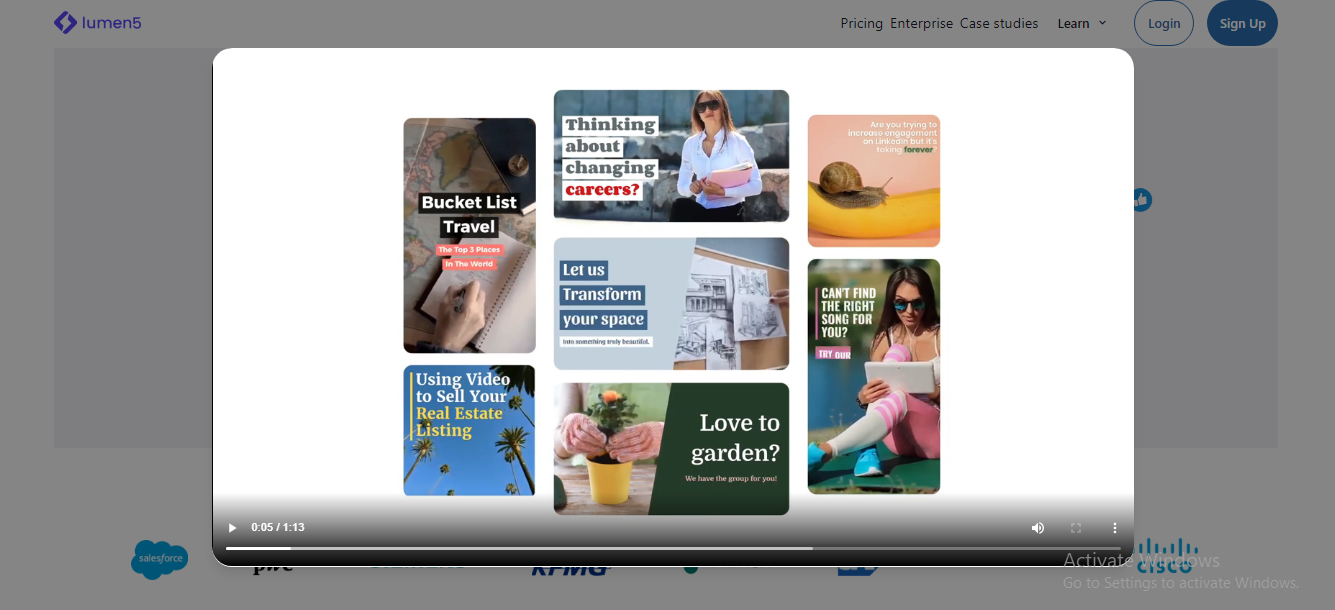 lumen5
Pricing Enterprise Case studies Learn
Login
Sign Up
Bucket List
Travel
The Top 3 Places
In The World
Using Video
to Sell Your
Real Estate
Listing
Thinking
about
changing
careers?
Let us
Transform
your space
into something truly beautiful.
Love to
garden?
We have the group for you!
Are you trying to
increase engagement
on LinkedIn but it's
taking forever
CAN'T FIND
THE RIGHT
SONG FOR
YOU?
TRY OUR
0:05 / 1:13
salesforce
pwc
KPMG
CISCO
Activate Windows
Go to Settings to activate Windows.